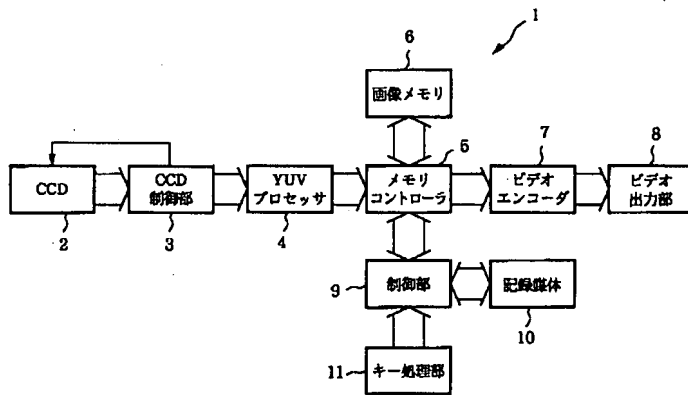 1
6
画像メモリ
5
7
8
CCD
CCD
制御部
YUV
プロセッサ
メモリ
コントローラ
ビデオ
エンコーダ
ビデオ
出力部
2
3
4
9
制御部
記録媒体
10
11
キー処理部